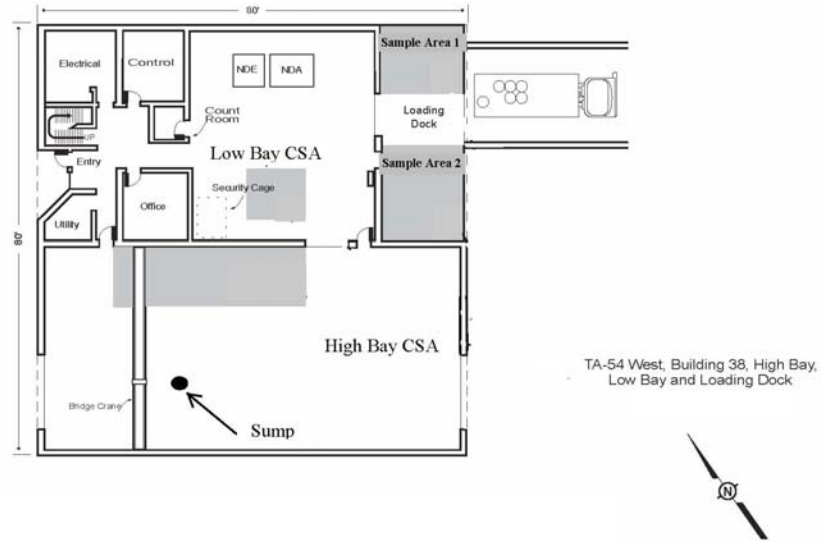 80'
Electrical
Control
NDE
NDA
Sample Area 1
Count
Room
Loading
Dock
UP
Low Bay CSA
Entry
Sample Area 2
Security Cage
Office
Utility
80'
High Bay CSA
TA-54 West, Building 38, High Bay,
Low Bay and Loading Dock
Bridge Crane
Sump
N